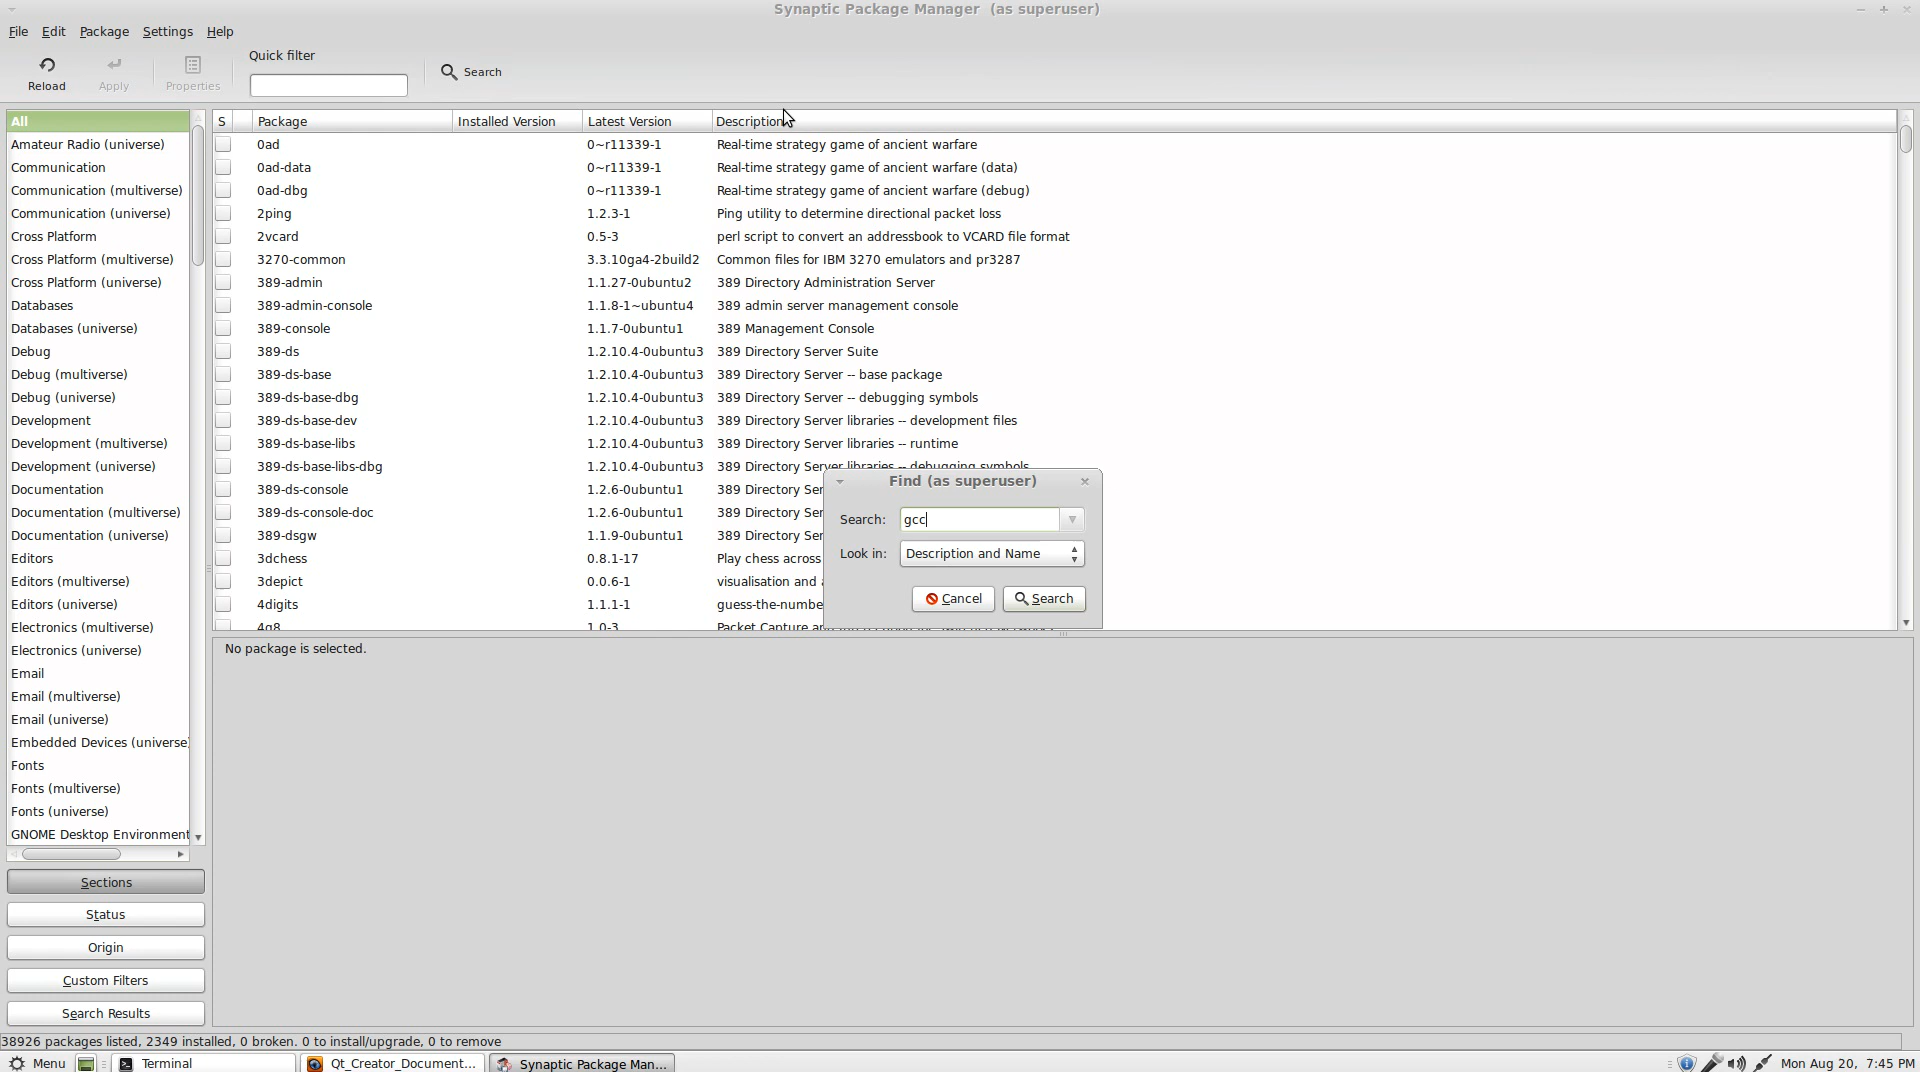 Synaptic Package Manager (as superuser)
File Edit Package Settings Help
Quick filter
Reload Apply Properties Search
All
Amateur Radio (universe)
Communication
Communication (multiverse)
Communication (universe)
Cross Platform
Cross Platform (multiverse)
Cross Platform (universe)
Databases
Databases (universe)
Debug
Debug (multiverse)
Debug (universe)
Development
Development (multiverse)
Development (universe)
Documentation
Documentation (multiverse)
Documentation (universe)
Editors
Editors (multiverse)
Editors (universe)
Electronics (multiverse)
Electronics (universe)
Email
Email (multiverse)
Email (universe)
Embedded Devices (universe)
Fonts
Fonts (multiverse)
Fonts (universe)
GNOME Desktop Environment
Sections
Status
Origin
Custom Filters
Search Results
S Package Installed Version Latest Version Description
0ad 0~r11339-1 Real-time strategy game of ancient warfare
0ad-data 0~r11339-1 Real-time strategy game of ancient warfare (data)
0ad-dbg 0~r11339-1 Real-time strategy game of ancient warfare (debug)
2ping 1.2.3-1 Ping utility to determine directional packet loss
2vcard 0.5-3 perl script to convert an addressbook to VCARD file format
3270-common 3.3.10ga4-2build2 Common files for IBM 3270 emulators and pr3287
389-admin 1.1.27-0ubuntu2 389 Directory Administration Server
389-admin-console 1.1.8-1~ubuntu4 389 admin server management console
389-console 1.1.7-0ubuntu1 389 Management Console
389-ds 1.2.10.4-0ubuntu3 389 Directory Server Suite
389-ds-base 1.2.10.4-0ubuntu3 389 Directory Server -- base package
389-ds-base-dbg 1.2.10.4-0ubuntu3 389 Directory Server -- debugging symbols
389-ds-base-dev 1.2.10.4-0ubuntu3 389 Directory Server libraries -- development files
389-ds-base-libs 1.2.10.4-0ubuntu3 389 Directory Server libraries -- runtime
389-ds-base-libs-dbg 1.2.10.4-0ubuntu3 389 Directory Server libraries -- debugging symbols
389-ds-console 1.2.6-0ubuntu1 389 Directory Ser
389-ds-console-doc 1.2.6-0ubuntu1 389 Directory Ser
389-dsgw 1.1.9-0ubuntu1 389 Directory Ser
3dchess 0.8.1-17 Play chess across
3depict 0.0.6-1 visualisation and
4digits 1.1.1-1 guess-the-numbe
4g8 1.0-3 Packet Capture
Find (as superuser)
Search: gcc
Look in: Description and Name
Cancel Search
No package is selected.
38926 packages listed, 2349 installed, 0 broken. 0 to install/upgrade, 0 to remove
Menu Terminal Qt_Creator_Document... Synaptic Package Man... Mon Aug 20, 7:45 PM